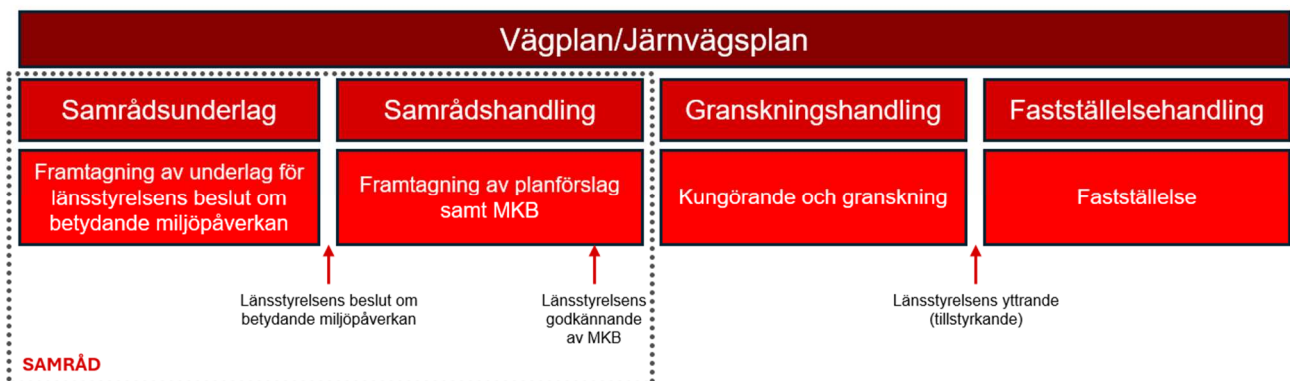 Vägplan/Järnvägsplan
Samrådsunderlag
Samrådshandling
Granskningshandling
Fastställelsehandling
Framtagning av underlag för
länsstyrelsens beslut om
betydande miljöpåverkan
Framtagning av planförslag
samt MKB
Kungörande och granskning
Fastställelse
Länsstyrelsens beslut om
betydande miljöpåverkan
Länsstyrelsens
godkännande
av MKB
Länsstyrelsens yttrande
(tillstyrkande)
SAMRÅD